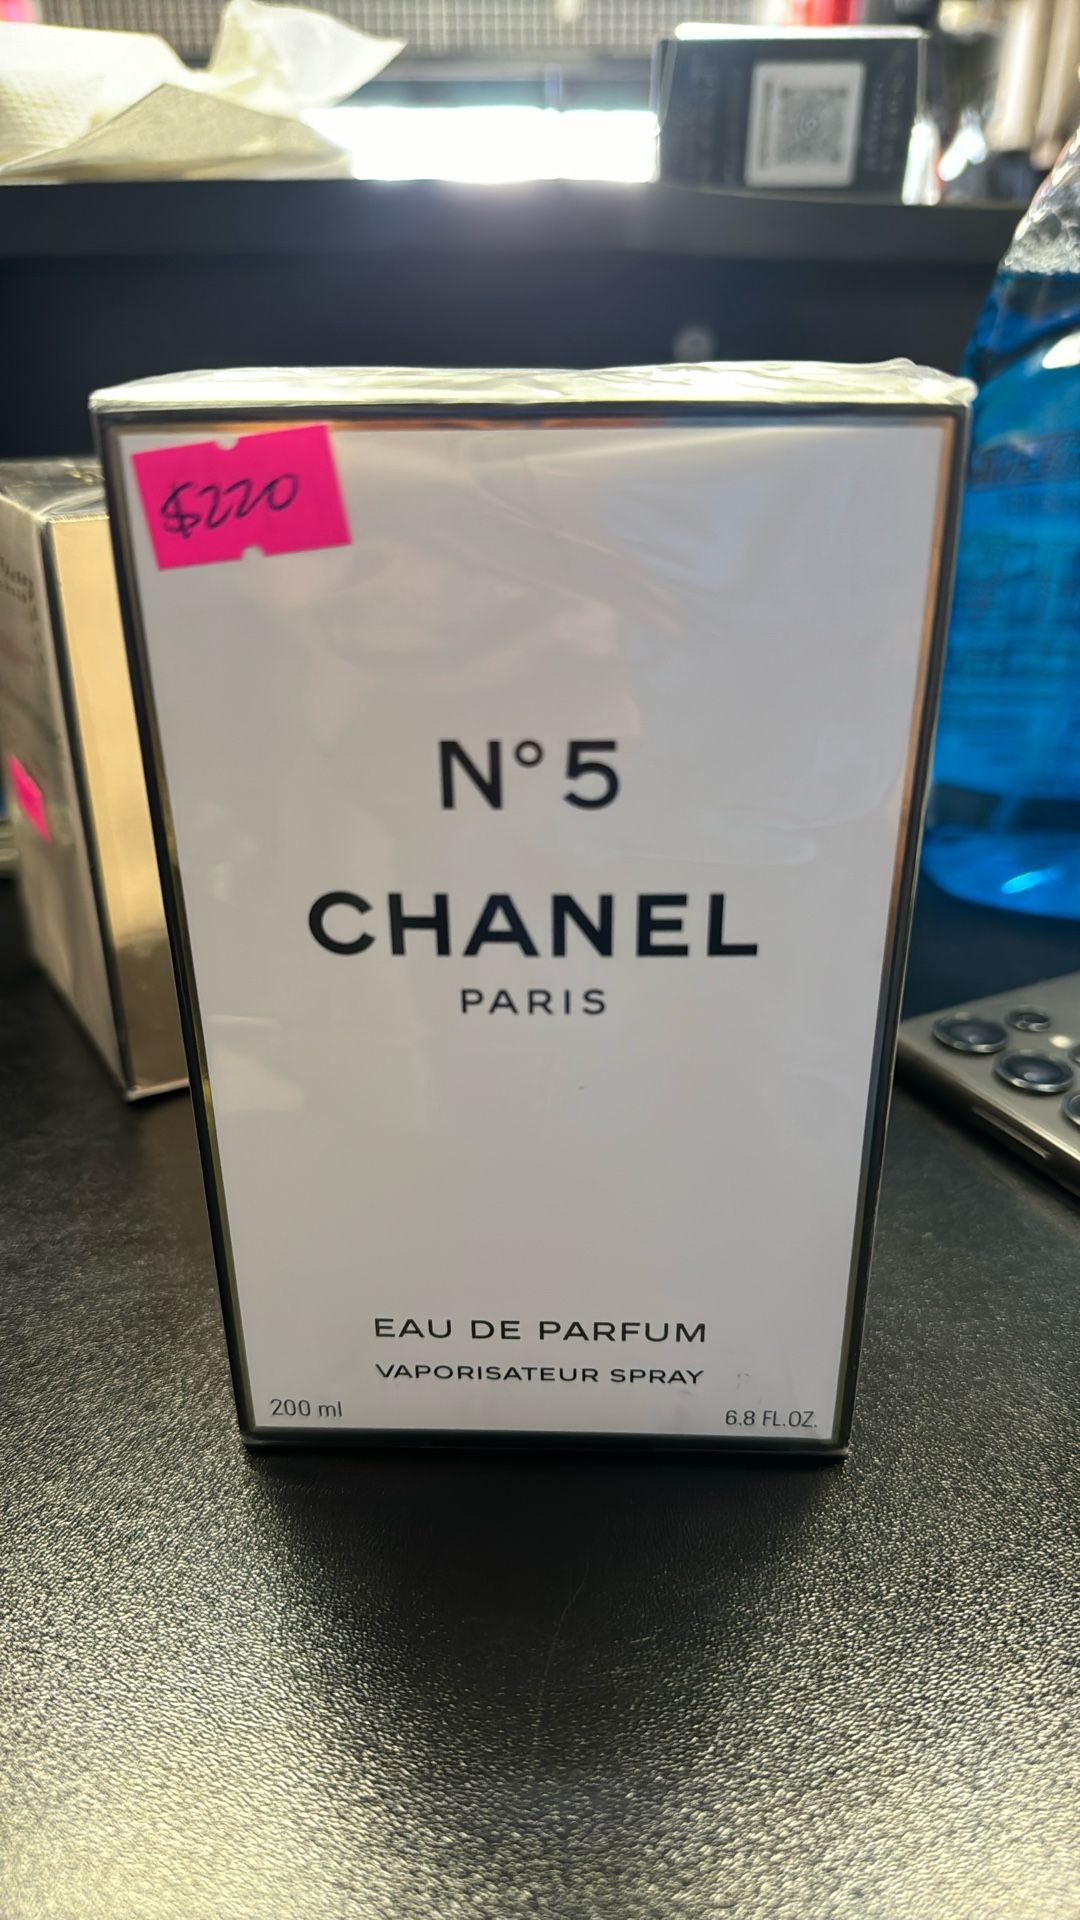 $220
N°5
CHANEL
PARIS
EAU DE PARFUM
VAPORISATEUR SPRAY
200 ml
6.8 FL.OZ.